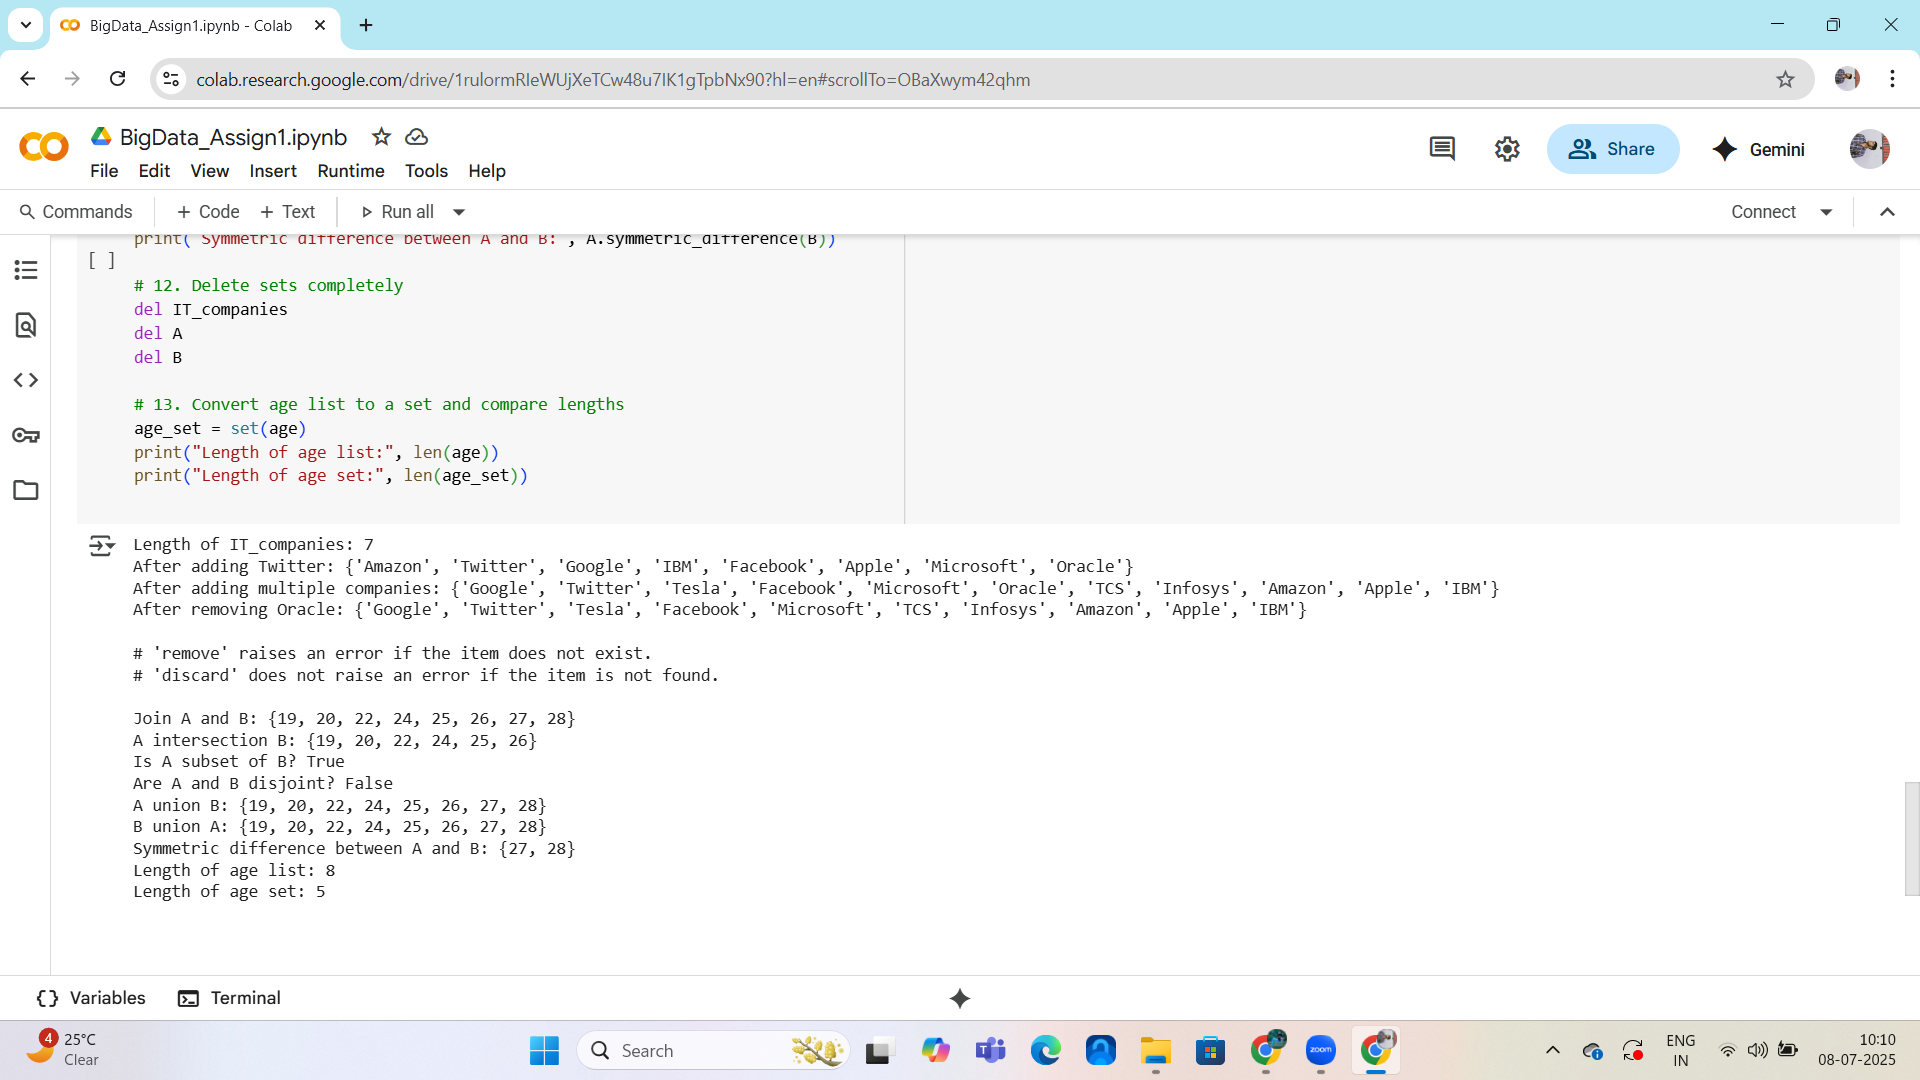 BigData_Assign1.ipynb - Colab
colab.research.google.com/drive/1rulormRIeWUjXeTCw48u7IK1gTpbNx90?hl=en#scrollTo=OBaXwym42qhm
BigData_Assign1.ipynb
File Edit View Insert Runtime Tools Help
Share
Gemini
Commands + Code + Text Run all
Connect
print("Symmetric difference between A and B:", A.symmetric_difference(B))
[ ]
# 12. Delete sets completely
del IT_companies
del A
del B
# 13. Convert age list to a set and compare lengths
age_set = set(age)
print("Length of age list:", len(age))
print("Length of age set:", len(age_set))
Length of IT_companies: 7
After adding Twitter: {'Amazon', 'Twitter', 'Google', 'IBM', 'Facebook', 'Apple', 'Microsoft', 'Oracle'}
After adding multiple companies: {'Google', 'Twitter', 'Tesla', 'Facebook', 'Microsoft', 'Oracle', 'TCS', 'Infosys', 'Amazon', 'Apple', 'IBM'}
After removing Oracle: {'Google', 'Twitter', 'Tesla', 'Facebook', 'Microsoft', 'TCS', 'Infosys', 'Amazon', 'Apple', 'IBM'}
# 'remove' raises an error if the item does not exist.
# 'discard' does not raise an error if the item is not found.
Join A and B: {19, 20, 22, 24, 25, 26, 27, 28}
A intersection B: {19, 20, 22, 24, 25, 26}
Is A subset of B? True
Are A and B disjoint? False
A union B: {19, 20, 22, 24, 25, 26, 27, 28}
B union A: {19, 20, 22, 24, 25, 26, 27, 28}
Symmetric difference between A and B: {27, 28}
Length of age list: 8
Length of age set: 5
Variables
Terminal
4
25°C
Clear
Search
zoom
ENG
IN
10:10
08-07-2025